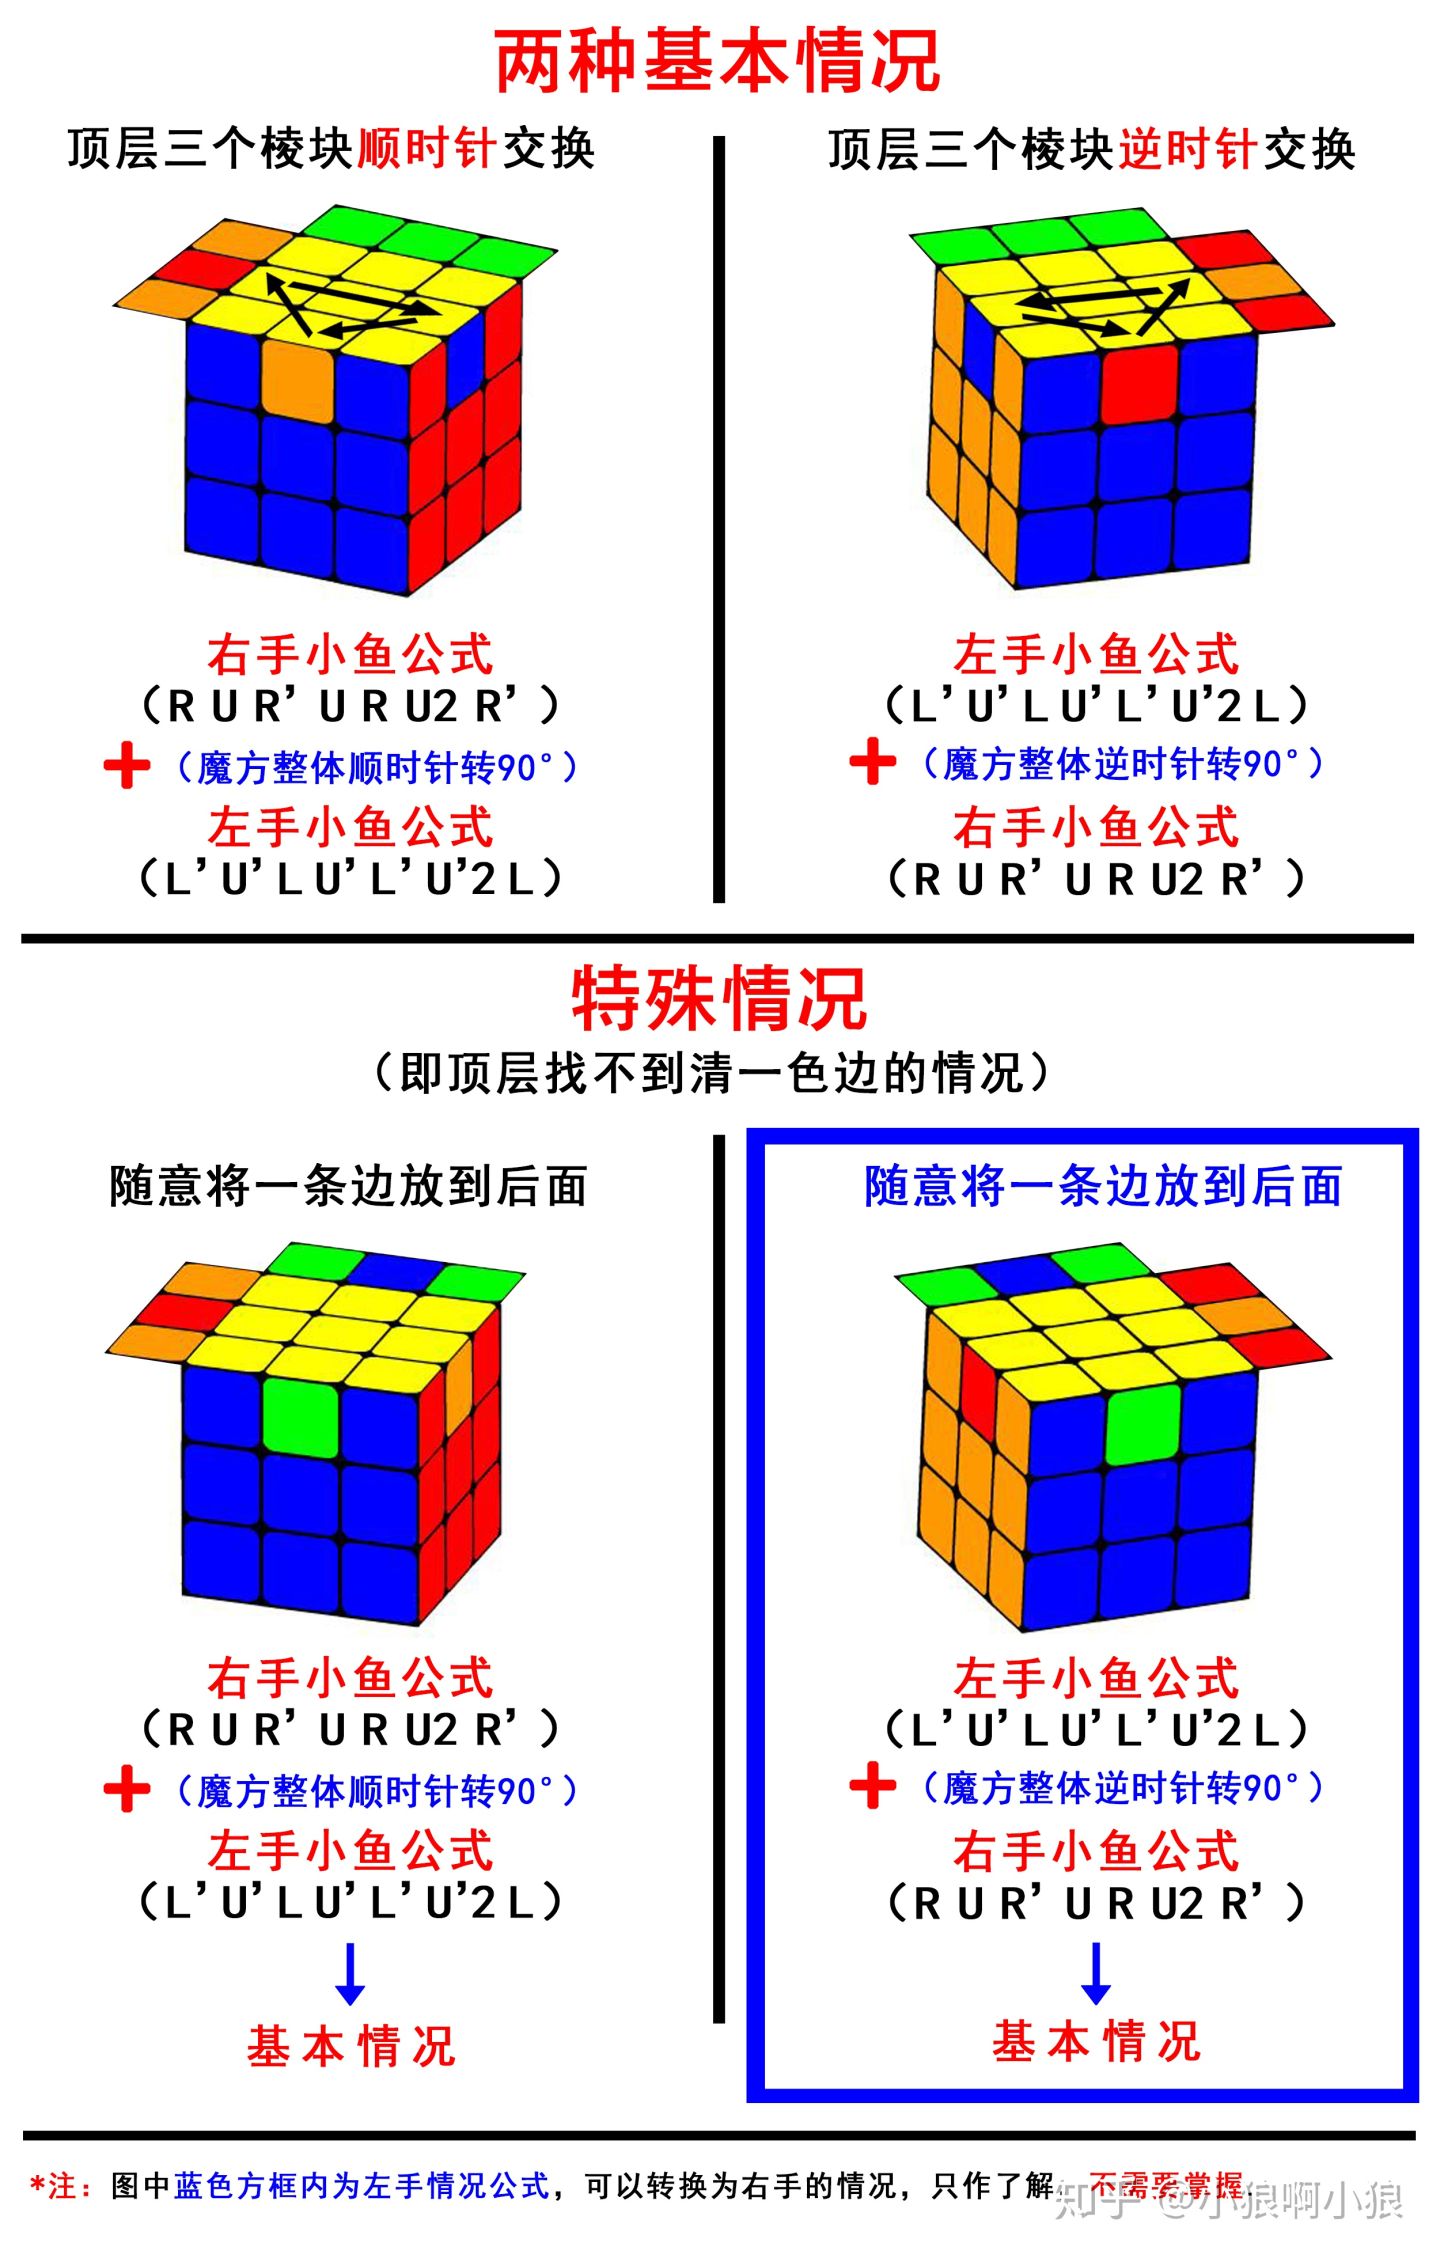 两种基本情况
顶层三个棱块顺时针交换
右手小鱼公式
（R U R’ U R U2 R’）
+（魔方整体顺时针转90°）
左手小鱼公式
（L’ U’ L U’ L’ U’2 L）
顶层三个棱块逆时针交换
左手小鱼公式
（L’ U’ L U’ L’ U’2 L）
+（魔方整体逆时针转90°）
右手小鱼公式
（R U R’ U R U2 R’）
特殊情况
（即顶层找不到清一色边的情况）
随意将一条边放到后面
右手小鱼公式
（R U R’ U R U2 R’）
+（魔方整体顺时针转90°）
左手小鱼公式
（L’ U’ L U’ L’ U’2 L）
基本情况
随意将一条边放到后面
左手小鱼公式
（L’ U’ L U’ L’ U’2 L）
+（魔方整体逆时针转90°）
右手小鱼公式
（R U R’ U R U2 R’）
基本情况
*注：图中蓝色方框内为左手情况公式，可以转换为右手的情况，只作了解，不需要掌握.
知乎 @小狼啊小狼